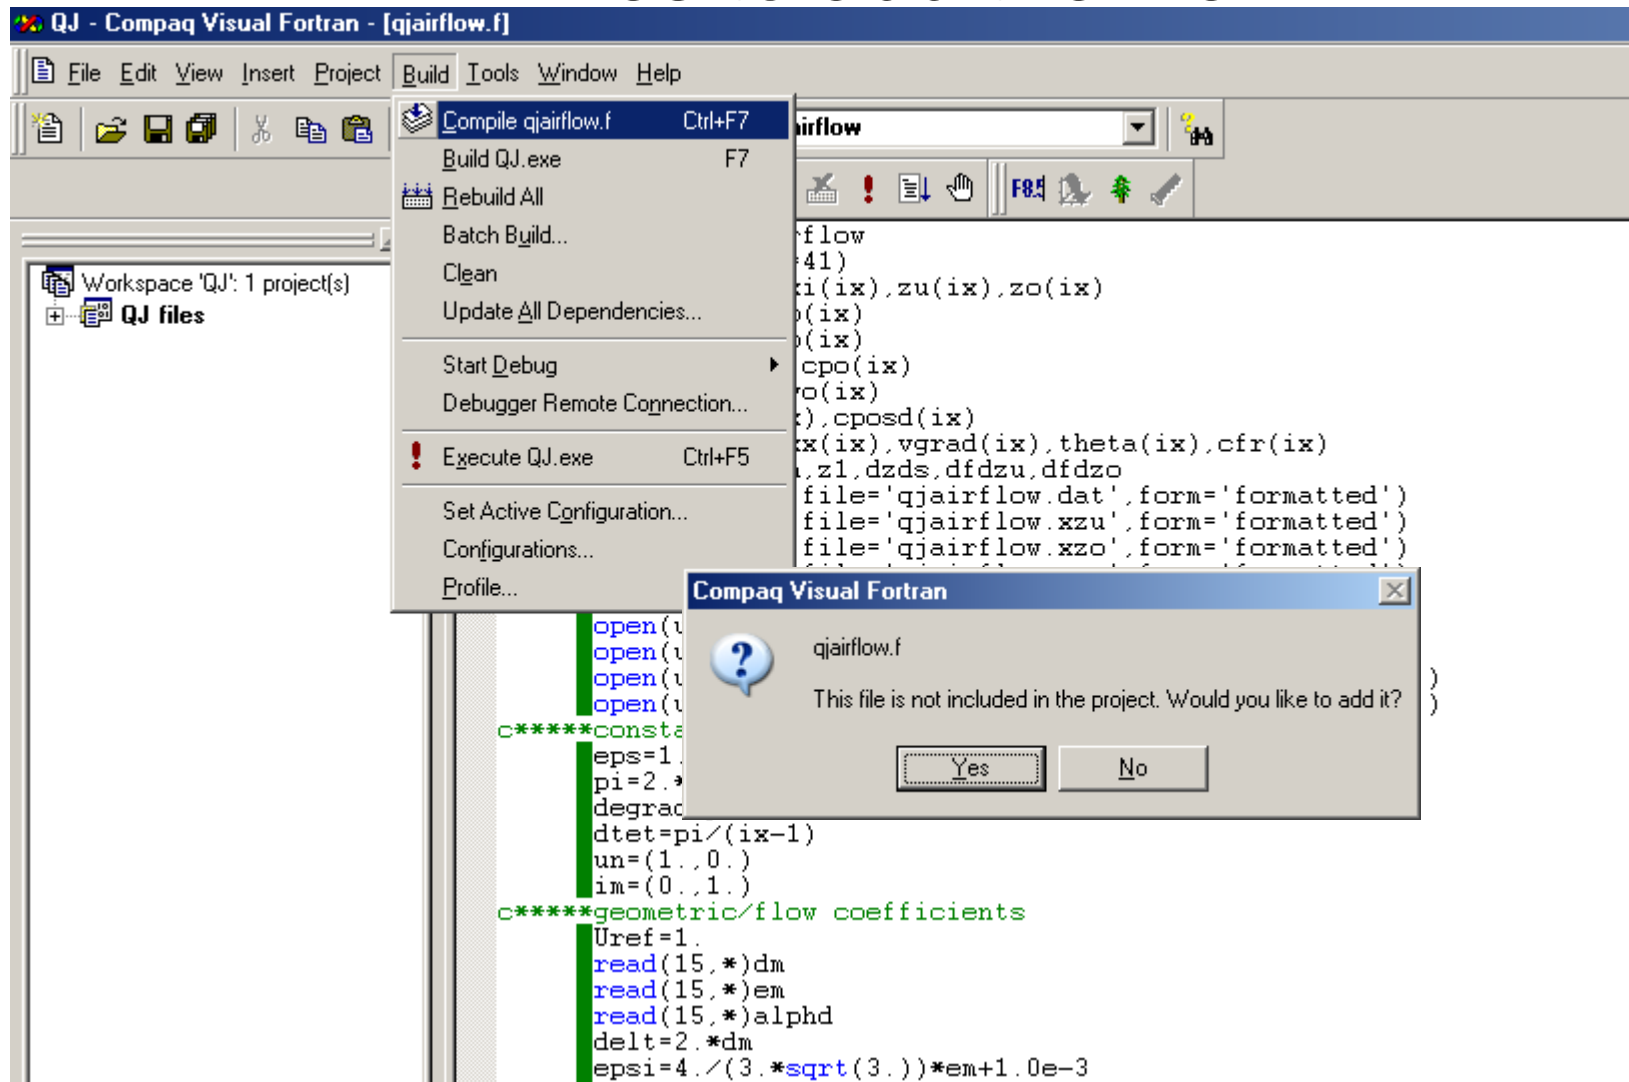 QJ - Compaq Visual Fortran - [qjairflow.f]
File Edit View Insert Project Build Tools Window Help
Compile qjairflow.f Ctrl+F7
Build QJ.exe F7
Rebuild All
Batch Build...
Clean
Update All Dependencies...
Start Debug
Debugger Remote Connection...
Execute QJ.exe Ctrl+F5
Set Active Configuration...
Configurations...
Profile...
irflow
F8.5
Workspace 'QJ': 1 project(s)
QJ files
flow
41)
xi(ix),zu(ix),zo(ix)
(ix)
(ix)
cpo(ix)
o(ix)
),cposd(ix)
xx(ix),vgrad(ix),theta(ix),cfr(ix)
,z1,dzds,dfdzu,dfdzo
file='qjairflow.dat',form='formatted')
file='qjairflow.xzu',form='formatted')
file='qjairflow.xzo',form='formatted')
Compaq Visual Fortran
qjairflow.f
This file is not included in the project. Would you like to add it?
Yes No
open(
open(
open( )
open( )
c*****consta
eps=1.
pi=2.*
degrad
dtet=pi/(ix-1)
un=(1.,0.)
im=(0.,1.)
c*****geometric/flow coefficients
Uref=1.
read(15,*)dm
read(15,*)em
read(15,*)alphd
delt=2.*dm
epsi=4./(3.*sqrt(3.))*em+1.0e-3